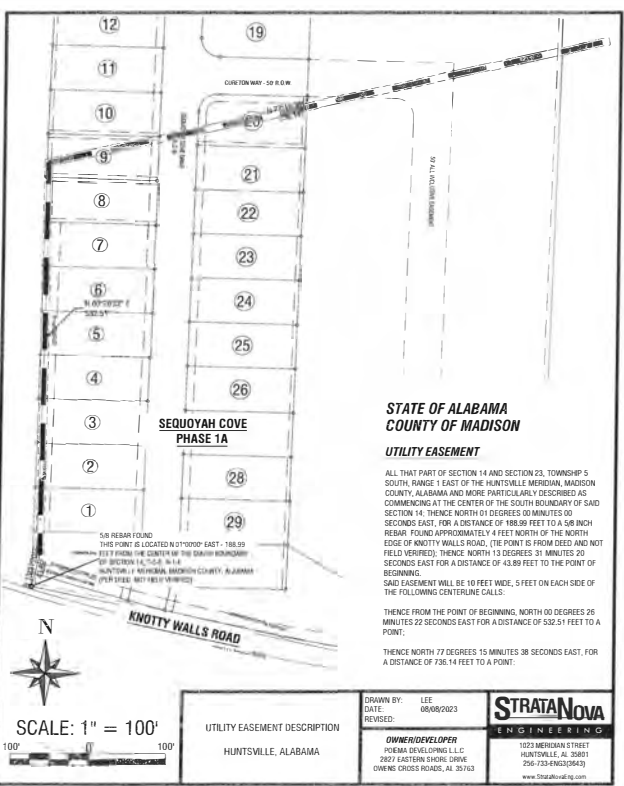 12
19
11
CURETON WAY - 50' R.O.W.
10
20
9
21
8
50' ALL INCLUSIVE EASEMENT
22
7
23
6
24
532.51'
5
25
4
26
3
SEQUOYAH COVE
PHASE 1A
2
28
1
29
5/8 REBAR FOUND
THIS POINT IS LOCATED N 01°00'00" EAST - 188.99
FEET FROM THE CENTER OF THE SOUTH BOUNDARY
OF SECTION 14,
HUNTSVILLE MERIDIAN, MADISON COUNTY, ALABAMA
(PER DEED - NOT FIELD VERIFIED)
KNOTTY WALLS ROAD
STATE OF ALABAMA
COUNTY OF MADISON
UTILITY EASEMENT
ALL THAT PART OF SECTION 14 AND SECTION 23, TOWNSHIP 5
SOUTH, RANGE 1 EAST OF THE HUNTSVILLE MERIDIAN, MADISON
COUNTY, ALABAMA AND MORE PARTICULARLY DESCRIBED AS
COMMENCING AT THE CENTER OF THE SOUTH BOUNDARY OF SAID
SECTION 14; THENCE NORTH 01 DEGREES 00 MINUTES 00
SECONDS EAST, FOR A DISTANCE OF 188.99 FEET TO A 5/8 INCH
REBAR FOUND APPROXIMATELY 4 FEET NORTH OF THE NORTH
EDGE OF KNOTTY WALLS ROAD, (TIE POINT IS FROM DEED AND NOT
FIELD VERIFIED); THENCE NORTH 13 DEGREES 31 MINUTES 20
SECONDS EAST FOR A DISTANCE OF 43.89 FEET TO THE POINT OF
BEGINNING.
SAID EASEMENT WILL BE 10 FEET WIDE, 5 FEET ON EACH SIDE OF
THE FOLLOWING CENTERLINE CALLS:
THENCE FROM THE POINT OF BEGINNING, NORTH 00 DEGREES 26
MINUTES 22 SECONDS EAST FOR A DISTANCE OF 532.51 FEET TO A
POINT;
THENCE NORTH 77 DEGREES 15 MINUTES 38 SECONDS EAST, FOR
A DISTANCE OF 736.14 FEET TO A POINT:
N
SCALE: 1" = 100'
100' 0' 100'
UTILITY EASEMENT DESCRIPTION
HUNTSVILLE, ALABAMA
DRAWN BY: LEE
DATE: 08/08/2023
REVISED:
OWNER/DEVELOPER
POIEMA DEVELOPING L.L.C
2827 EASTERN SHORE DRIVE
OWENS CROSS ROADS, AL 35763
STRATANOVA
ENGINEERING
1023 MERIDIAN STREET
HUNTSVILLE, AL 35801
256-733-ENG3(3643)
www.StrataNovaEng.com